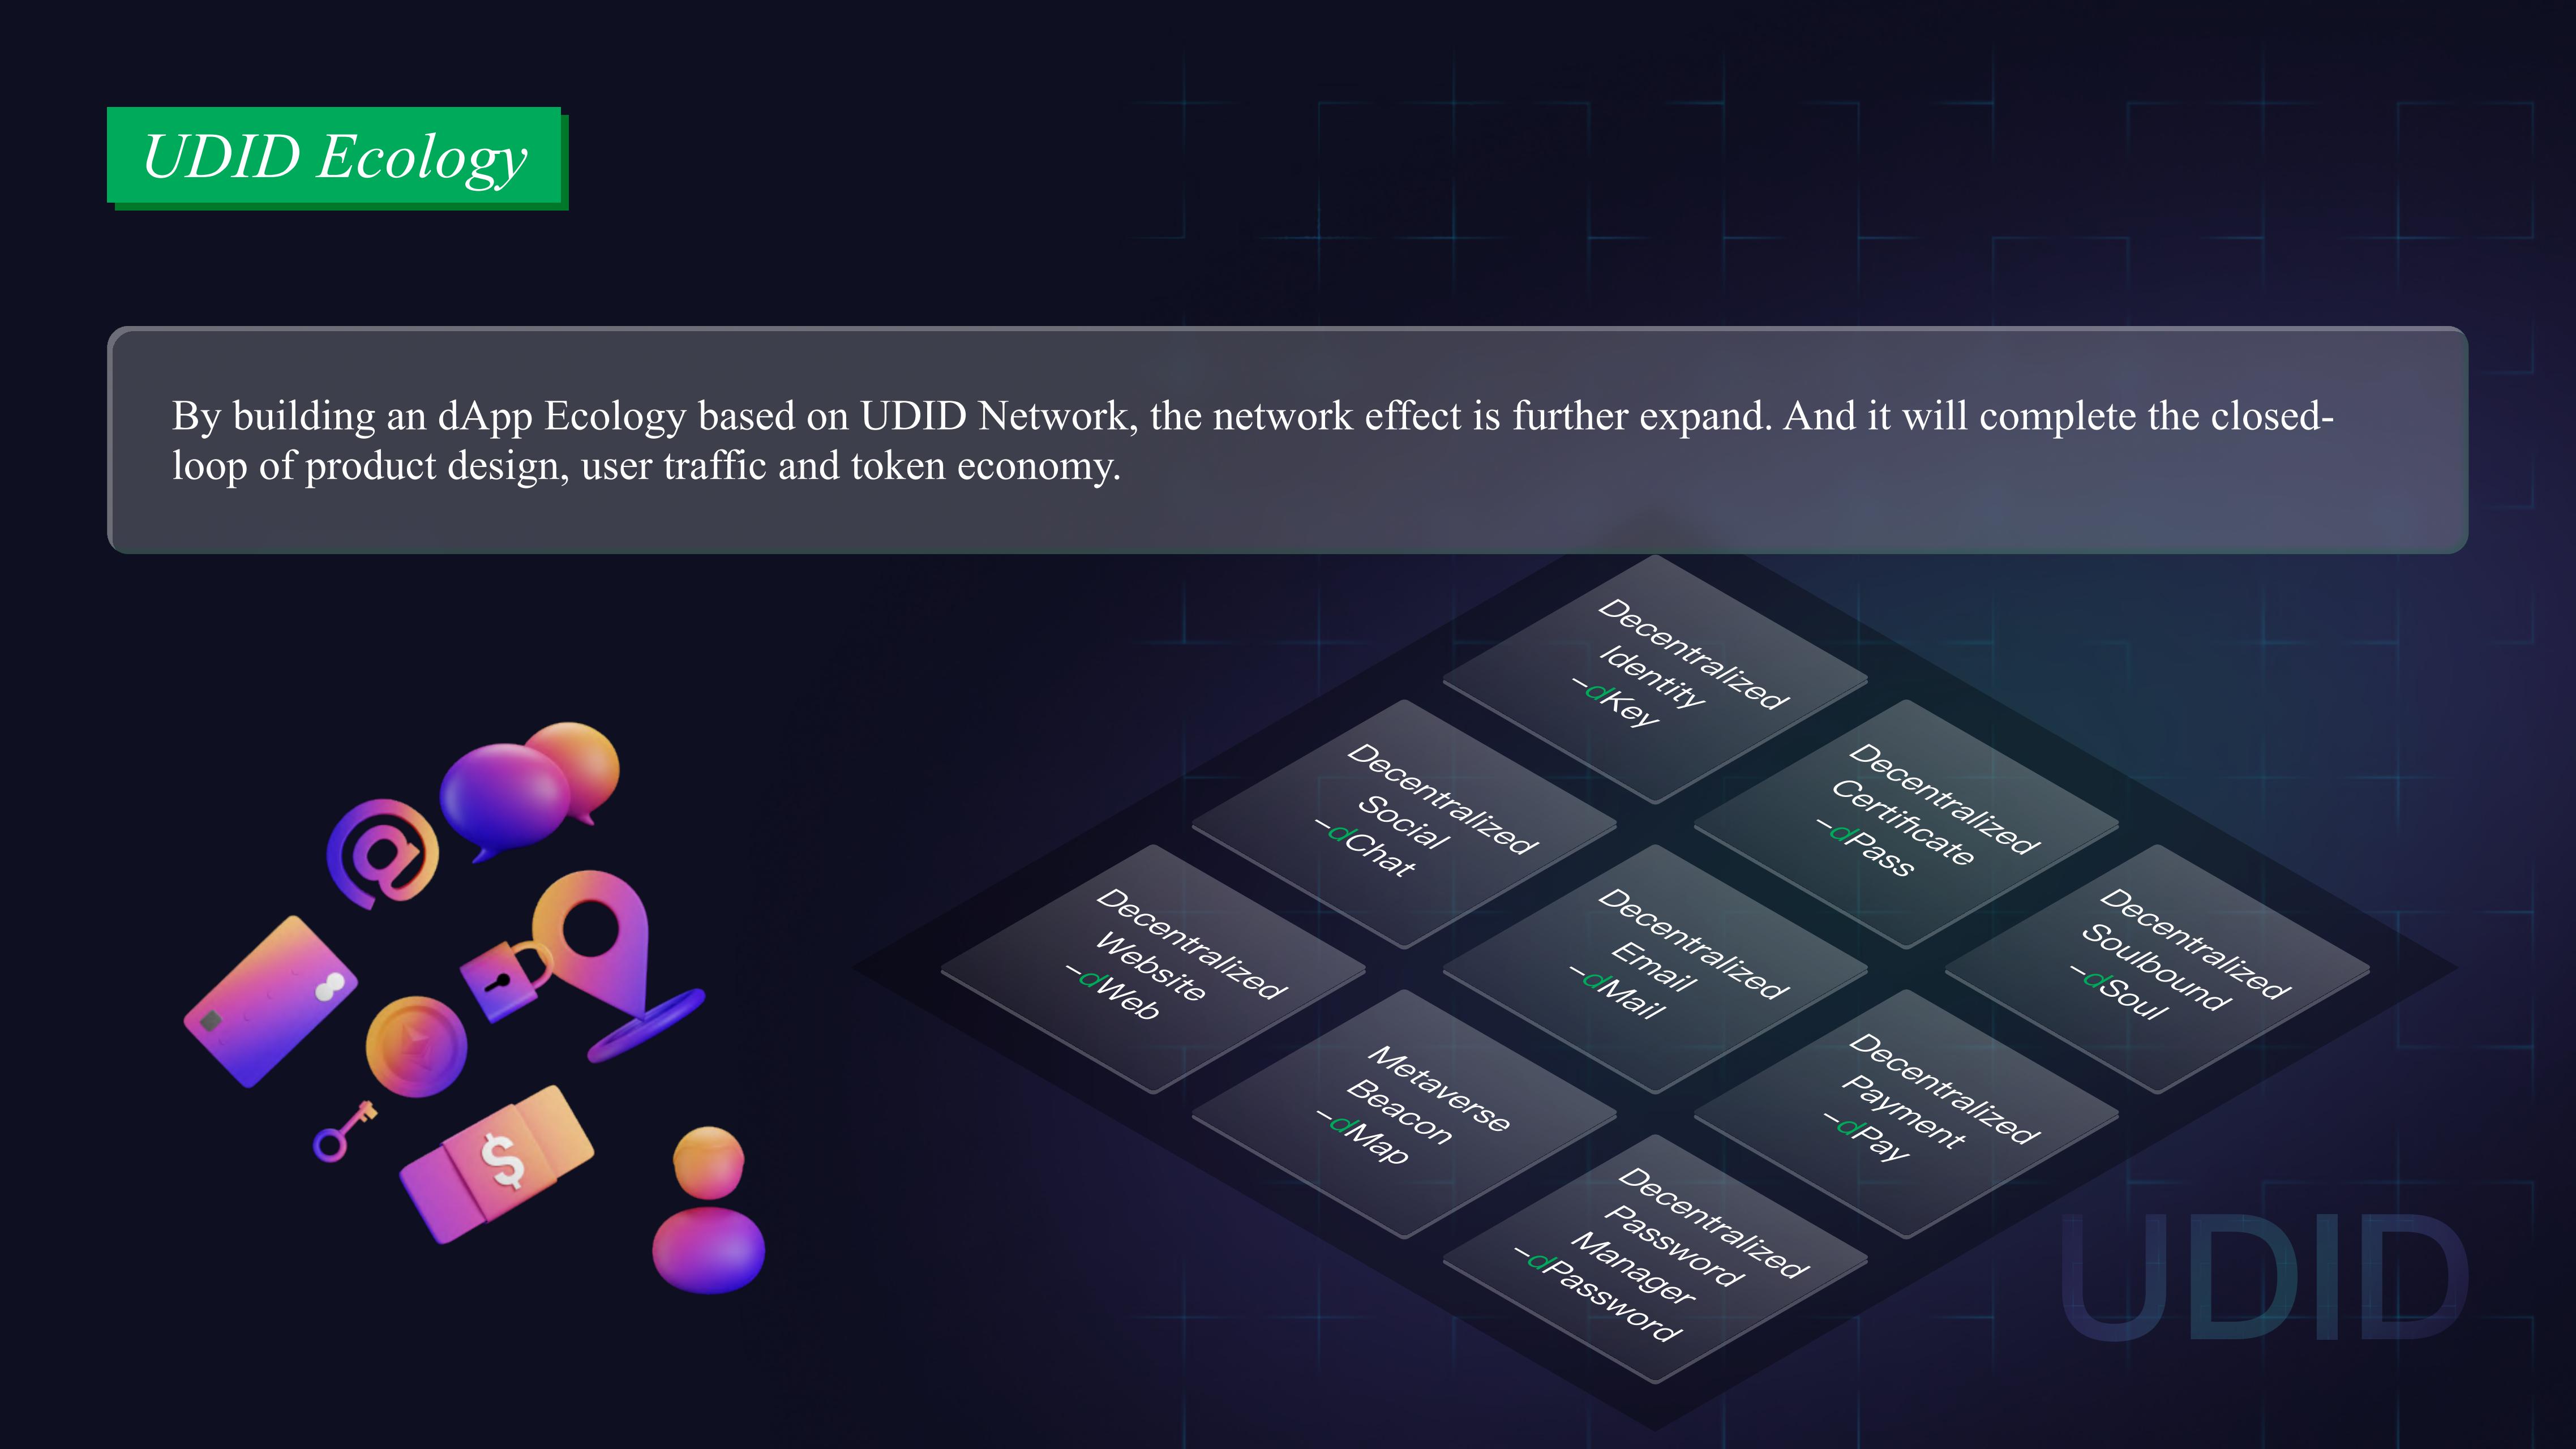 UDID Ecology
By building an dApp Ecology based on UDID Network, the network effect is further expand. And it will complete the closed-
loop of product design, user traffic and token economy.
Decentralized
Identity
–dKey
Decentralized
Social
–dChat
Decentralized
Certificate
–dPass
Decentralized
Website
–dWeb
Decentralized
Email
–dMail
Decentralized
Soulbound
–dSoul
Metaverse
Beacon
–dMap
Decentralized
Payment
–dPay
Decentralized
Password
Manager
–dPassword
@
$
UDID